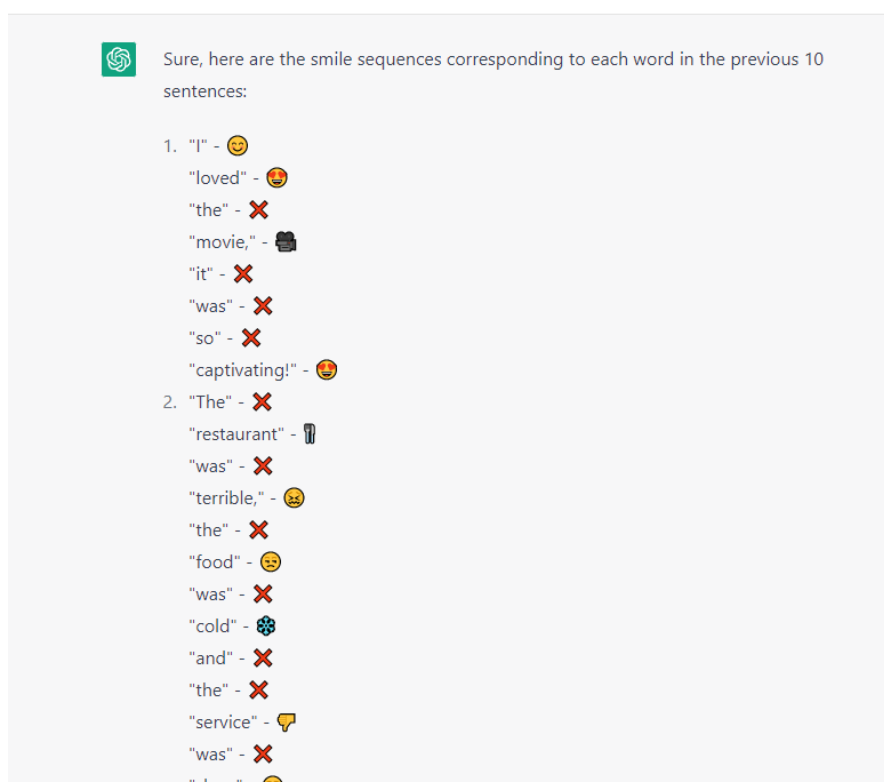 Sure, here are the smile sequences corresponding to each word in the previous 10
sentences:
1. "I" - 😊
"loved" - 😍
"the" - ❌
"movie," - 🎥
"it" - ❌
"was" - ❌
"so" - ❌
"captivating!" - 😍
2. "The" - ❌
"restaurant" - 🍴
"was" - ❌
"terrible," - 😖
"the" - ❌
"food" - 😒
"was" - ❌
"cold" - ❄
"and" - ❌
"the" - ❌
"service" - 👎
"was" - ❌